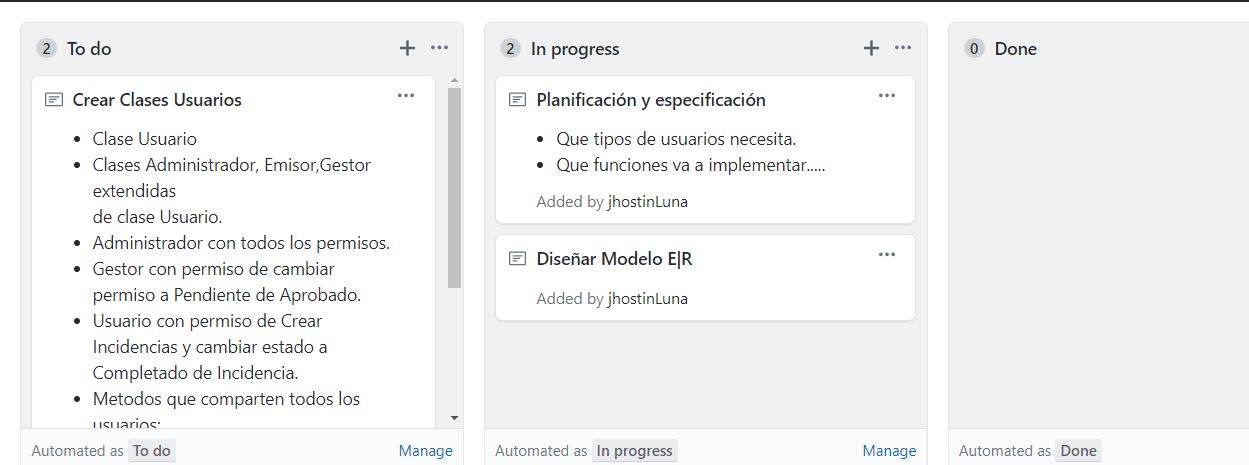 2 To do
Crear Clases Usuarios
Clase Usuario
Clases Administrador, Emisor,Gestor
extendidas
de clase Usuario.
Administrador con todos los permisos.
Gestor con permiso de cambiar
permiso a Pendiente de Aprobado.
Usuario con permiso de Crear
Incidencias y cambiar estado a
Completado de Incidencia.
Metodos que comparten todos los
usuarios:
Automated as To do Manage
2 In progress
Planificación y especificación
Que tipos de usuarios necesita.
Que funciones va a implementar.....
Added by jhostinLuna
Diseñar Modelo E|R
Added by jhostinLuna
Automated as In progress Manage
0 Done
Automated as Done